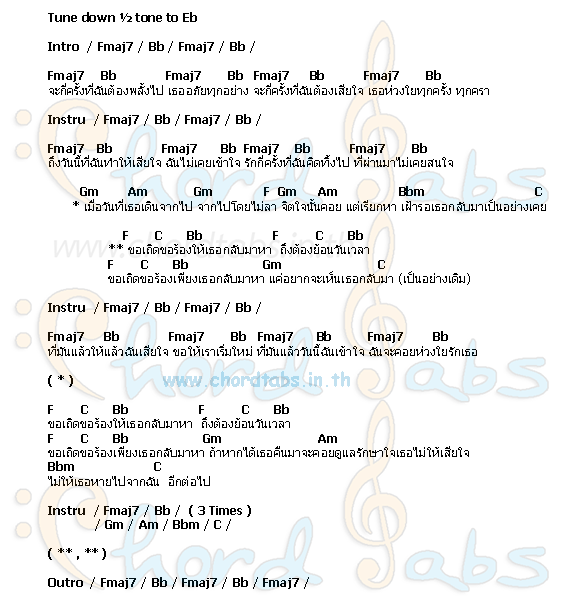 Tune down ½ tone to Eb
Intro / Fmaj7 / Bb / Fmaj7 / Bb /
Fmaj7 Bb Fmaj7 Bb Fmaj7 Bb Fmaj7 Bb
จะกี่ครั้งที่ฉันต้องพลั้งไป เธออภัยทุกอย่าง จะกี่ครั้งที่ฉันต้องเสียใจ เธอห่วงใยทุกครั้ง ทุกครา
Instru / Fmaj7 / Bb / Fmaj7 / Bb /
Fmaj7 Bb Fmaj7 Bb Fmaj7 Bb Fmaj7 Bb
ถึงวันนี้ที่ฉันทำให้เสียใจ ฉันไม่เคยเข้าใจ รักกี่ครั้งที่ฉันคิดทิ้งไป ที่ผ่านมาไม่เคยสนใจ
Gm Am Gm F Gm Am Bbm C
* เมื่อวันที่เธอเดินจากไป จากไปโดยไม่ลา จิตใจนั้นคอย แต่เรียกหา เฝ้ารอเธอกลับมาเป็นอย่างเคย
www.chordtabs.in.th
F C Bb F C Bb
** ขอเถิดขอร้องให้เธอกลับมาหา ถึงต้องย้อนวันเวลา
F C Bb Gm C
ขอเถิดขอร้องเพียงเธอกลับมาหา แค่อยากจะเห็นเธอกลับมา (เป็นอย่างเดิม)
Instru / Fmaj7 / Bb / Fmaj7 / Bb /
Fmaj7 Bb Fmaj7 Bb Fmaj7 Bb Fmaj7 Bb
ที่มันแล้วให้แล้วฉันเสียใจ ขอให้เราเริ่มใหม่ ที่มันแล้ววันนี้ฉันเข้าใจ ฉันจะคอยห่วงใยรักเธอ
( * )
www.chordtabs.in.th
F C Bb F C Bb
ขอเถิดขอร้องให้เธอกลับมาหา ถึงต้องย้อนวันเวลา
F C Bb Gm Am
ขอเถิดขอร้องเพียงเธอกลับมาหา ถ้าหากได้เธอคืนมาจะคอยดูแลรักษาใจเธอไม่ให้เสียใจ
Bbm C
ไม่ให้เธอหายไปจากฉัน อีกต่อไป
Instru / Fmaj7 / Bb / ( 3 Times )
/ Gm / Am / Bbm / C /
( ** , ** )
Outro / Fmaj7 / Bb / Fmaj7 / Bb / Fmaj7 /